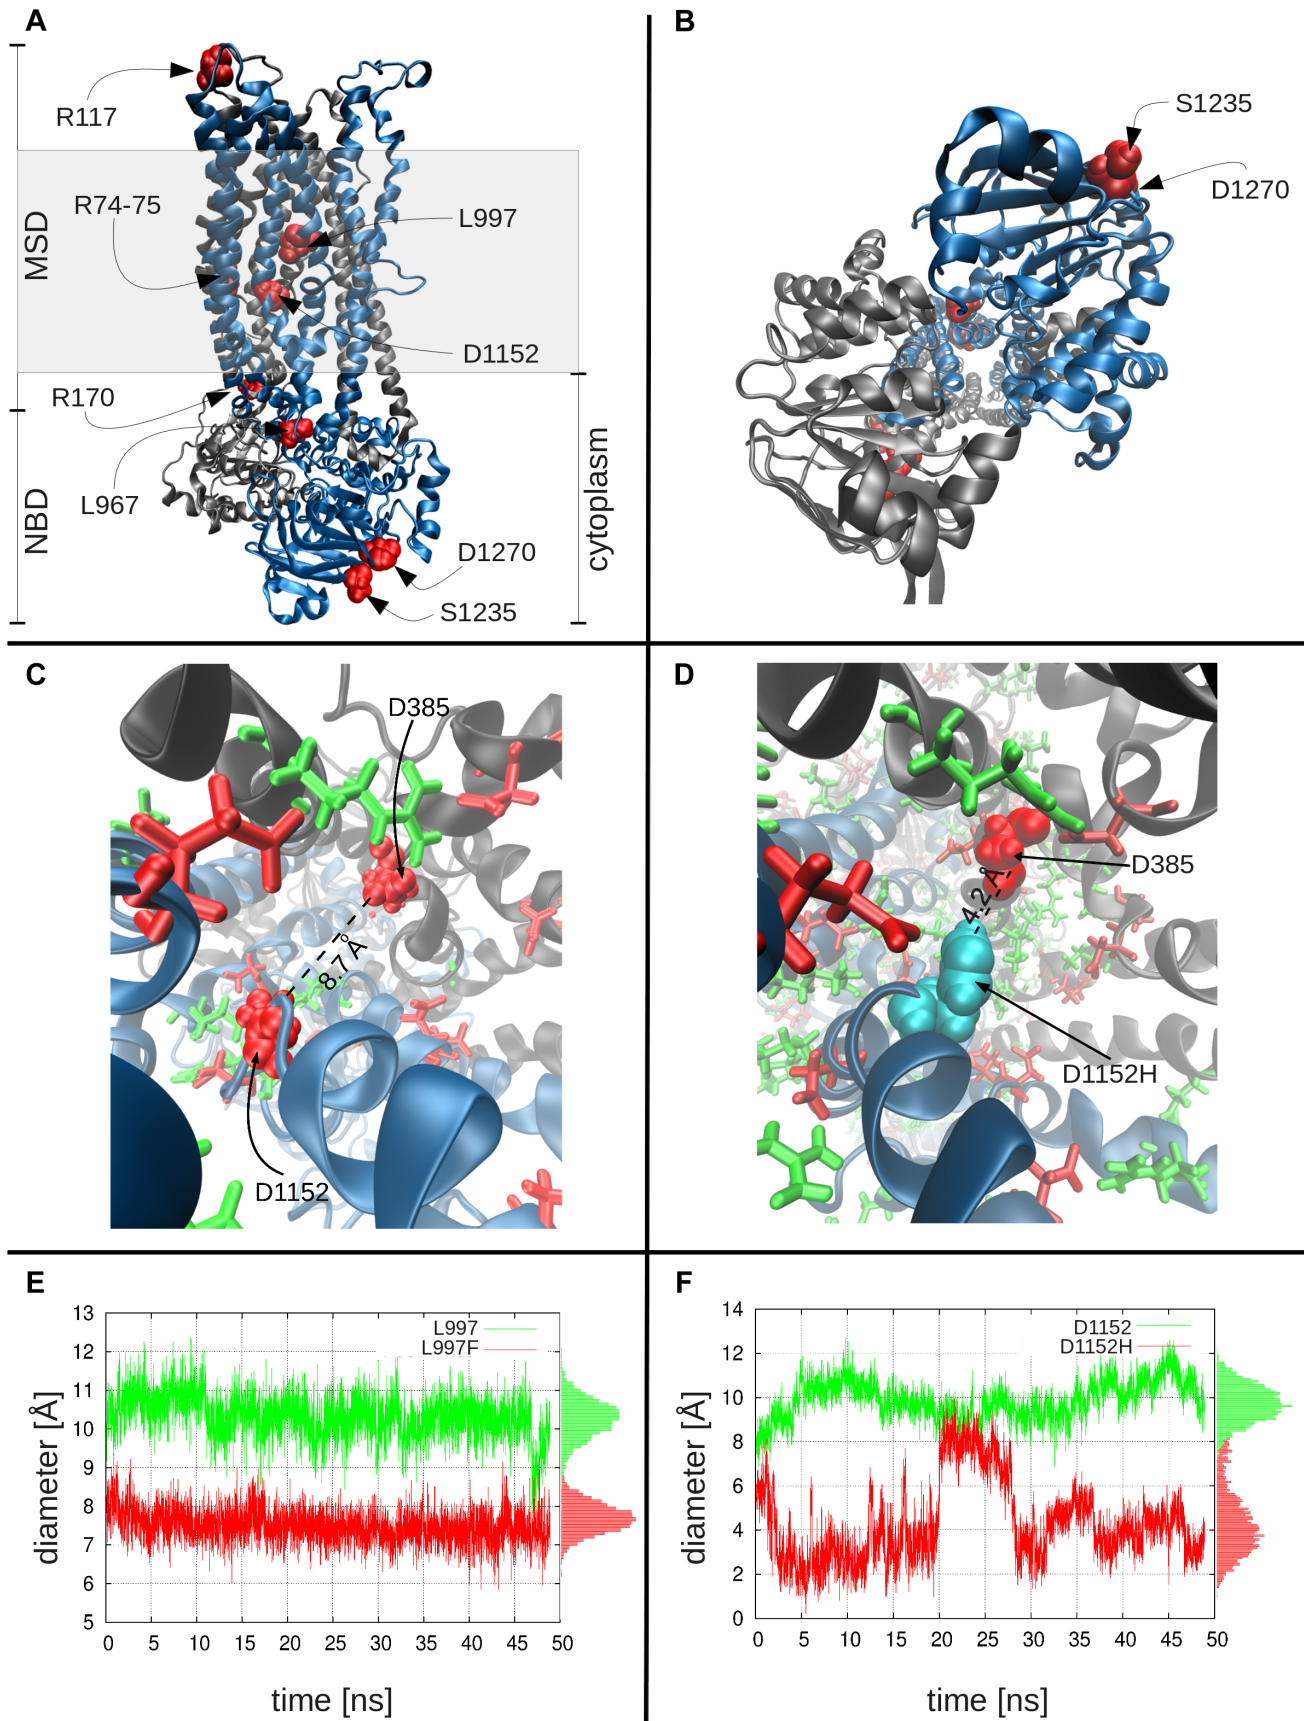 A
R117
MSD
R74-75
L997
D1152
R170
L967
NBD
cytoplasm
D1270
S1235
B
S1235
D1270
C
D385
8.7 Å
D1152
D
D385
4.2 Å
D1152H
E
13
12
11
10
9
8
7
6
5
diameter [Å]
L997
L997F
0 5 10 15 20 25 30 35 40 45 50
time [ns]
F
14
12
10
8
6
4
2
0
diameter [Å]
D1152
D1152H
0 5 10 15 20 25 30 35 40 45 50
time [ns]